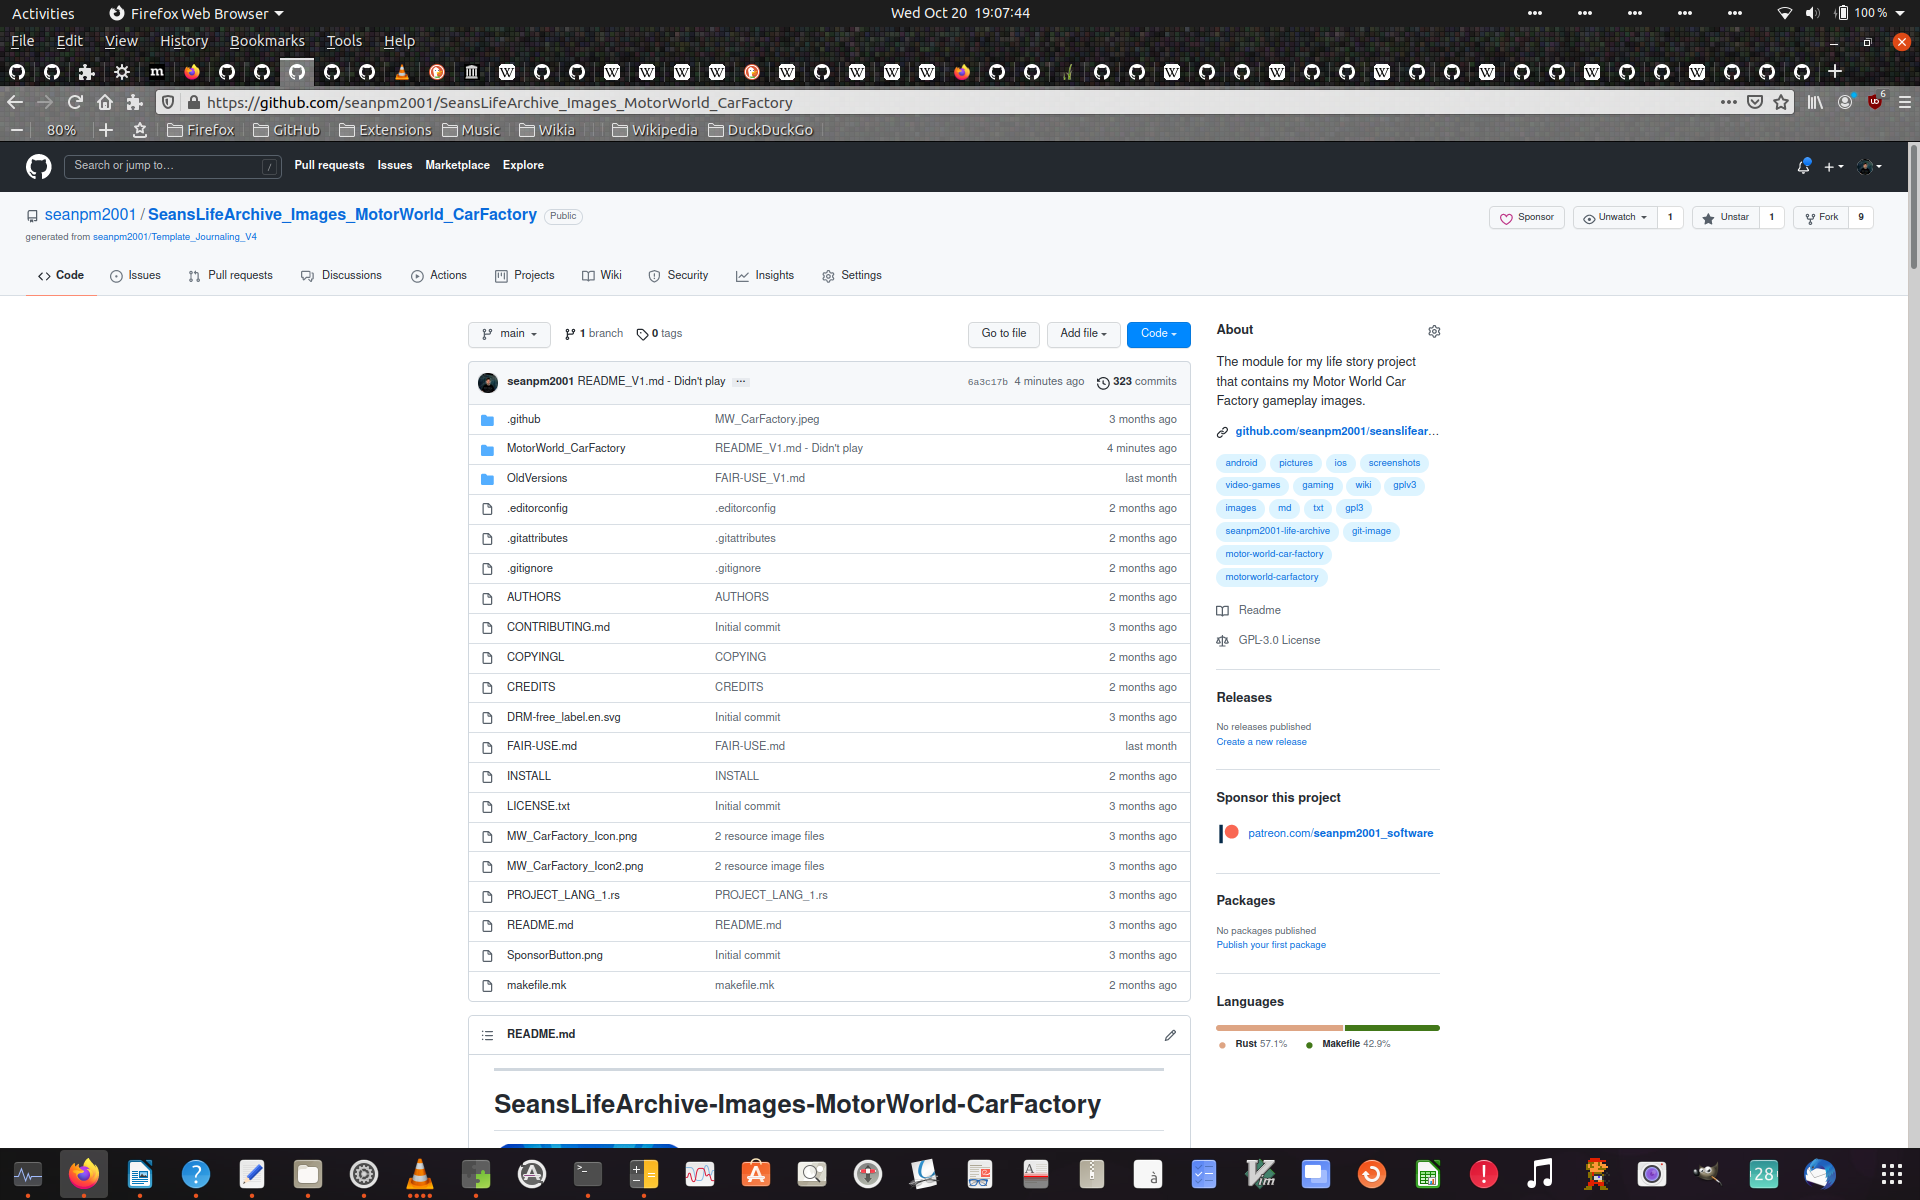 Activities Firefox Web Browser Wed Oct 20 19:07:44 100 %
File Edit View History Bookmarks Tools Help
https://github.com/seanpm2001/SeansLifeArchive_Images_MotorWorld_CarFactory 6
80% Firefox GitHub Extensions Music Wikia Wikipedia DuckDuckGo
Search or jump to... / Pull requests Issues Marketplace Explore
seanpm2001 / SeansLifeArchive_Images_MotorWorld_CarFactory Public Sponsor Unwatch 1 Unstar 1 Fork 9
generated from seanpm2001/Template_Journaling_V4
Code Issues Pull requests Discussions Actions Projects Wiki Security Insights Settings
main 1 branch 0 tags Go to file Add file Code
seanpm2001 README_V1.md - Didn't play ... 6a3c17b 4 minutes ago 323 commits
.github MW_CarFactory.jpeg 3 months ago
MotorWorld_CarFactory README_V1.md - Didn't play 4 minutes ago
OldVersions FAIR-USE_V1.md last month
.editorconfig .editorconfig 2 months ago
.gitattributes .gitattributes 2 months ago
.gitignore .gitignore 2 months ago
AUTHORS AUTHORS 2 months ago
CONTRIBUTING.md Initial commit 3 months ago
COPYINGL COPYING 2 months ago
CREDITS CREDITS 2 months ago
DRM-free_label.en.svg Initial commit 3 months ago
FAIR-USE.md FAIR-USE.md last month
INSTALL INSTALL 2 months ago
LICENSE.txt Initial commit 3 months ago
MW_CarFactory_Icon.png 2 resource image files 3 months ago
MW_CarFactory_Icon2.png 2 resource image files 3 months ago
PROJECT_LANG_1.rs PROJECT_LANG_1.rs 3 months ago
README.md README.md 3 months ago
SponsorButton.png Initial commit 3 months ago
makefile.mk makefile.mk 2 months ago
README.md
SeansLifeArchive-Images-MotorWorld-CarFactory
About
The module for my life story project
that contains my Motor World Car
Factory gameplay images.
github.com/seanpm2001/seanslifear...
android pictures ios screenshots
video-games gaming wiki gplv3
images md txt gpl3
seanpm2001-life-archive git-image
motor-world-car-factory
motorworld-carfactory
Readme
GPL-3.0 License
Releases
No releases published
Create a new release
Sponsor this project
patreon.com/seanpm2001_software
Packages
No packages published
Publish your first package
Languages
Rust 57.1% Makefile 42.9%
28